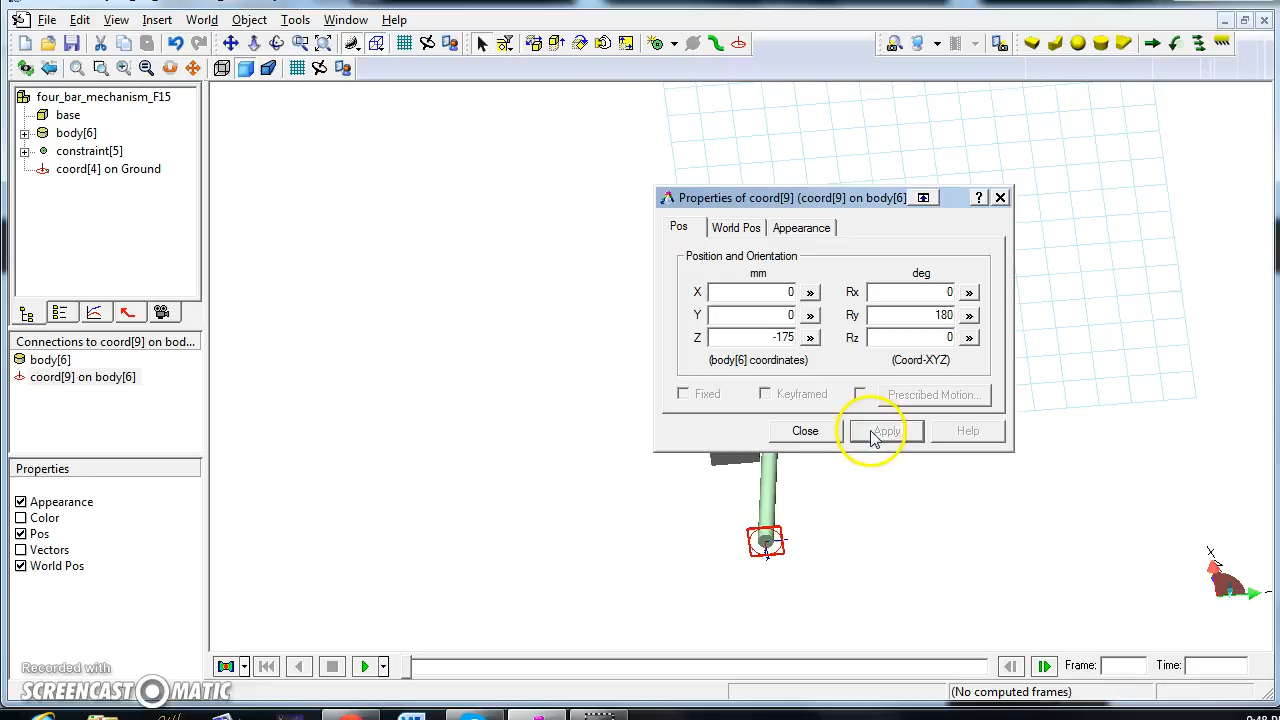 File Edit View Insert World Object Tools Window Help
four_bar_mechanism_F15
base
body[6]
constraint[5]
coord[4] on Ground
Connections to coord[9] on bod...
body[6]
coord[9] on body[6]
Properties
Appearance
Color
Pos
Vectors
World Pos
Properties of coord[9] (coord[9] on body[6]
Pos World Pos Appearance
Position and Orientation
mm deg
X 0 Rx 0
Y 0 Ry 180
Z -175 Rz 0
(body[6] coordinates) (Coord-XYZ)
Fixed Keyframed Prescribed Motion...
Close Apply Help
X
Frame: Time:
(No computed frames)
Recorded with
SCREENCAST MATIC